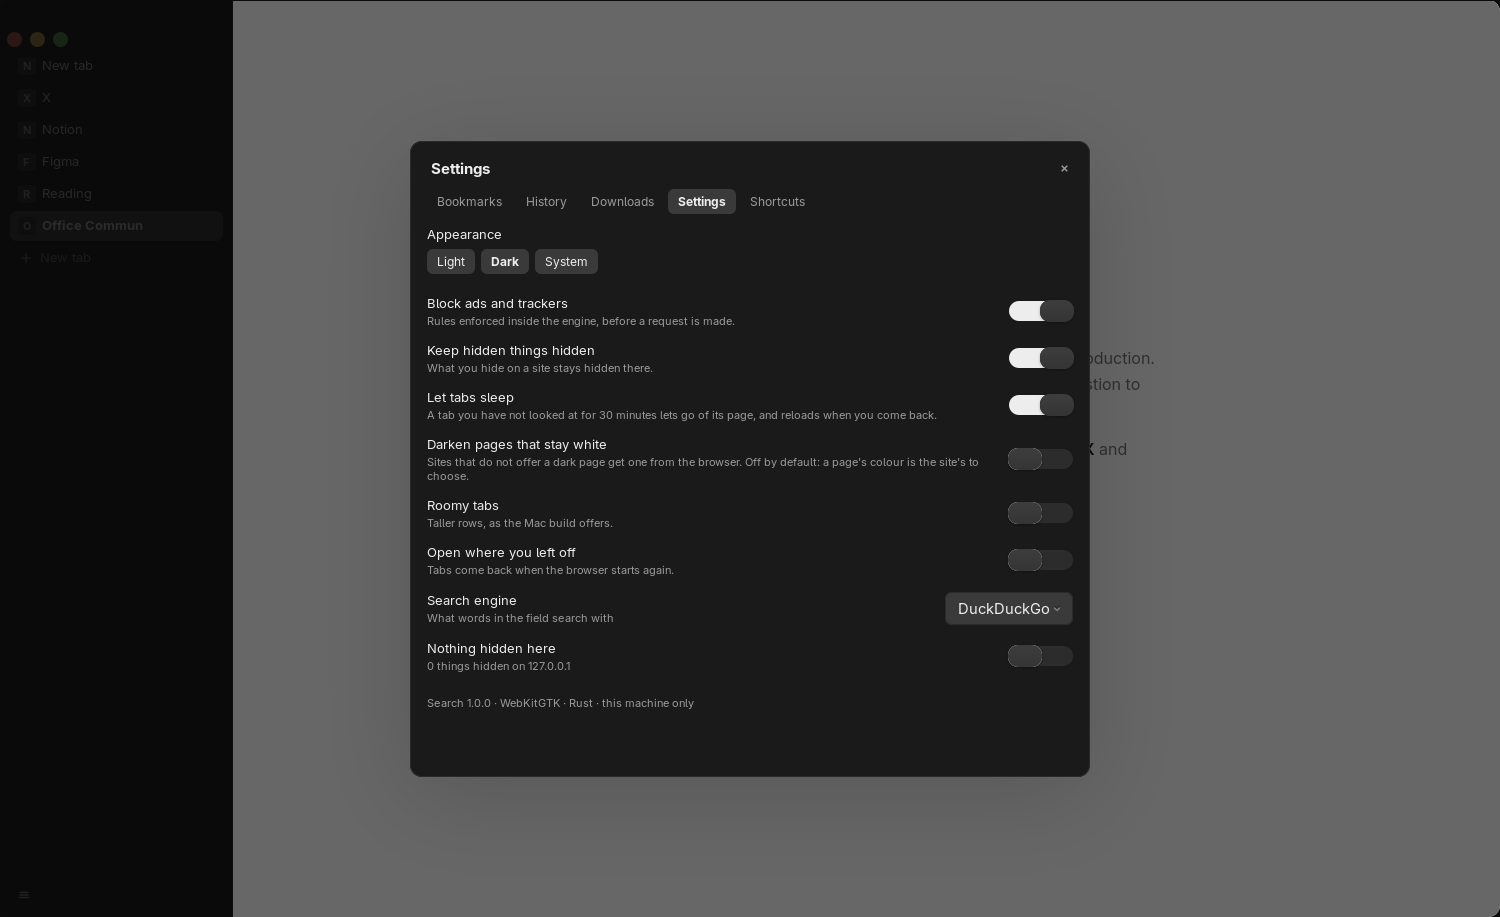 N New tab
X X
N Notion
F Figma
R Reading
O Office Commun
+ New tab
Settings
×
Bookmarks History Downloads Settings Shortcuts
Appearance
Light Dark System
Block ads and trackers
Rules enforced inside the engine, before a request is made.
Keep hidden things hidden
What you hide on a site stays hidden there.
oduction.
stion to
Let tabs sleep
A tab you have not looked at for 30 minutes lets go of its page, and reloads when you come back.
Darken pages that stay white
Sites that do not offer a dark page get one from the browser. Off by default: a page's colour is the site's to
choose.
X and
Roomy tabs
Taller rows, as the Mac build offers.
Open where you left off
Tabs come back when the browser starts again.
Search engine
What words in the field search with
DuckDuckGo
Nothing hidden here
0 things hidden on 127.0.0.1
Search 1.0.0 · WebKitGTK · Rust · this machine only